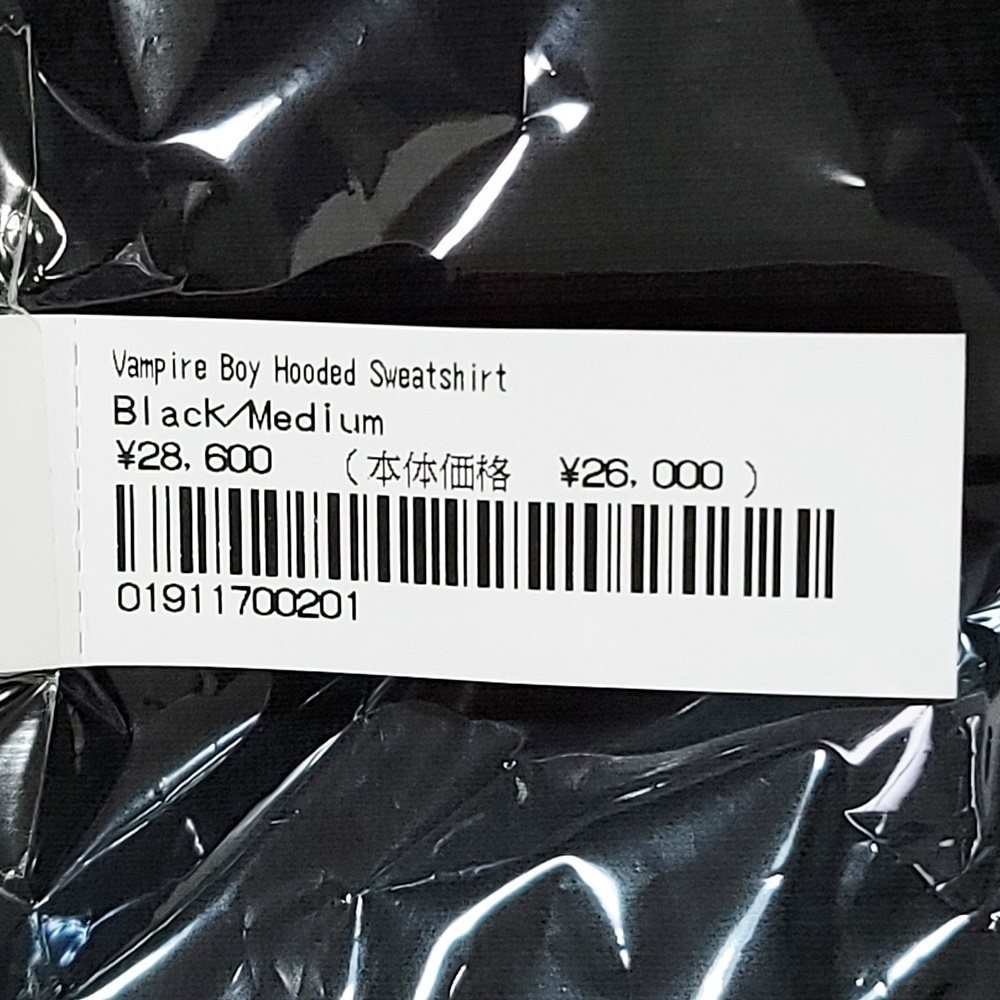 Vampire Boy Hooded Sweatshirt
Black/Medium
¥28,600 (本体価格 ¥26,000)
01911700201